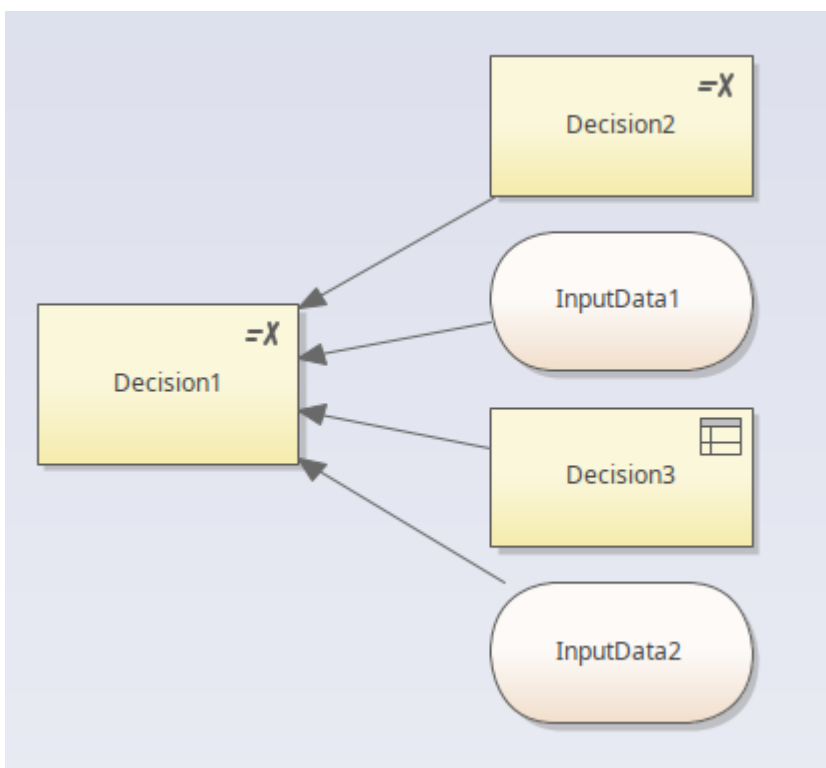 =X
Decision2
InputData1
=X
Decision1
Decision3
InputData2